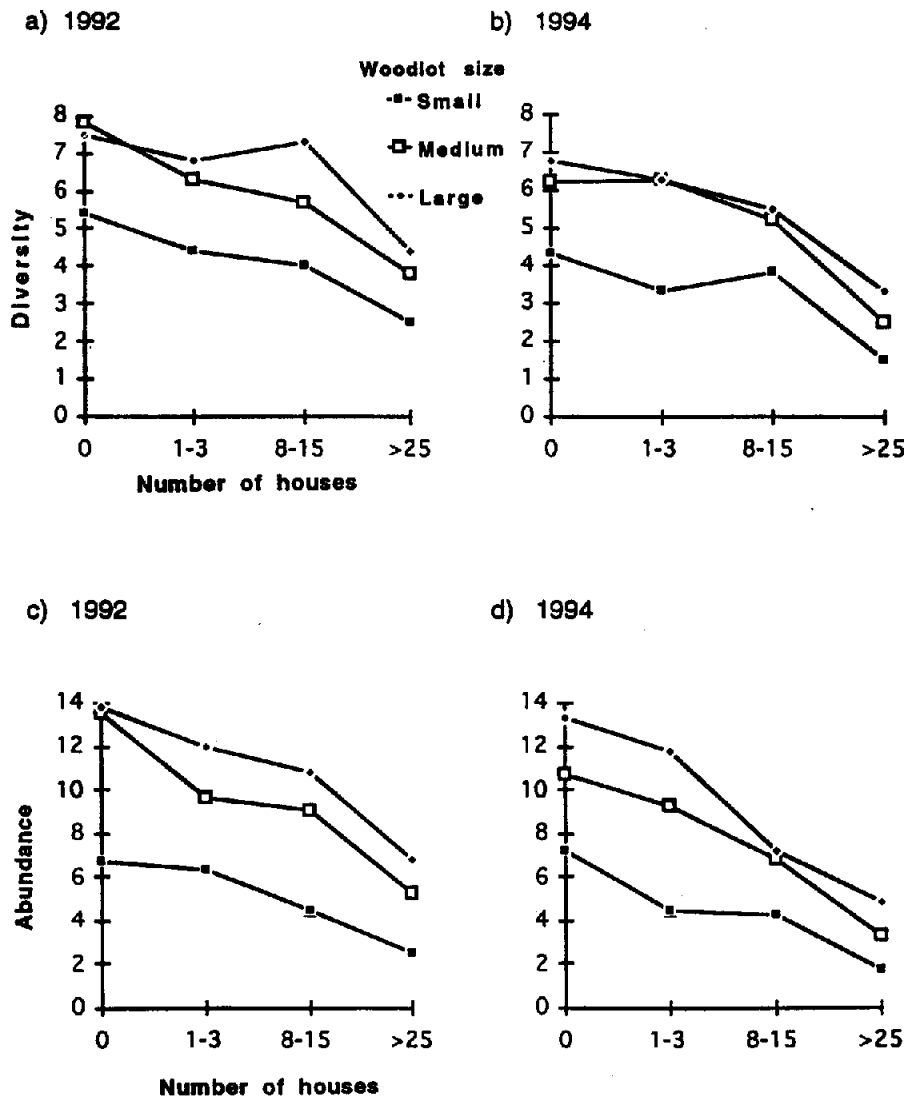 a) 1992
b) 1994
Woodlot size
Small
Medium
Large
Diversity
8
7
6
5
4
3
2
1
0
0 1-3 8-15 >25
Number of houses
8
7
6
5
4
3
2
1
0
0 1-3 8-15 >25
c) 1992
d) 1994
Abundance
14
12
10
8
6
4
2
0
0 1-3 8-15 >25
Number of houses
14
12
10
8
6
4
2
0
0 1-3 8-15 >25